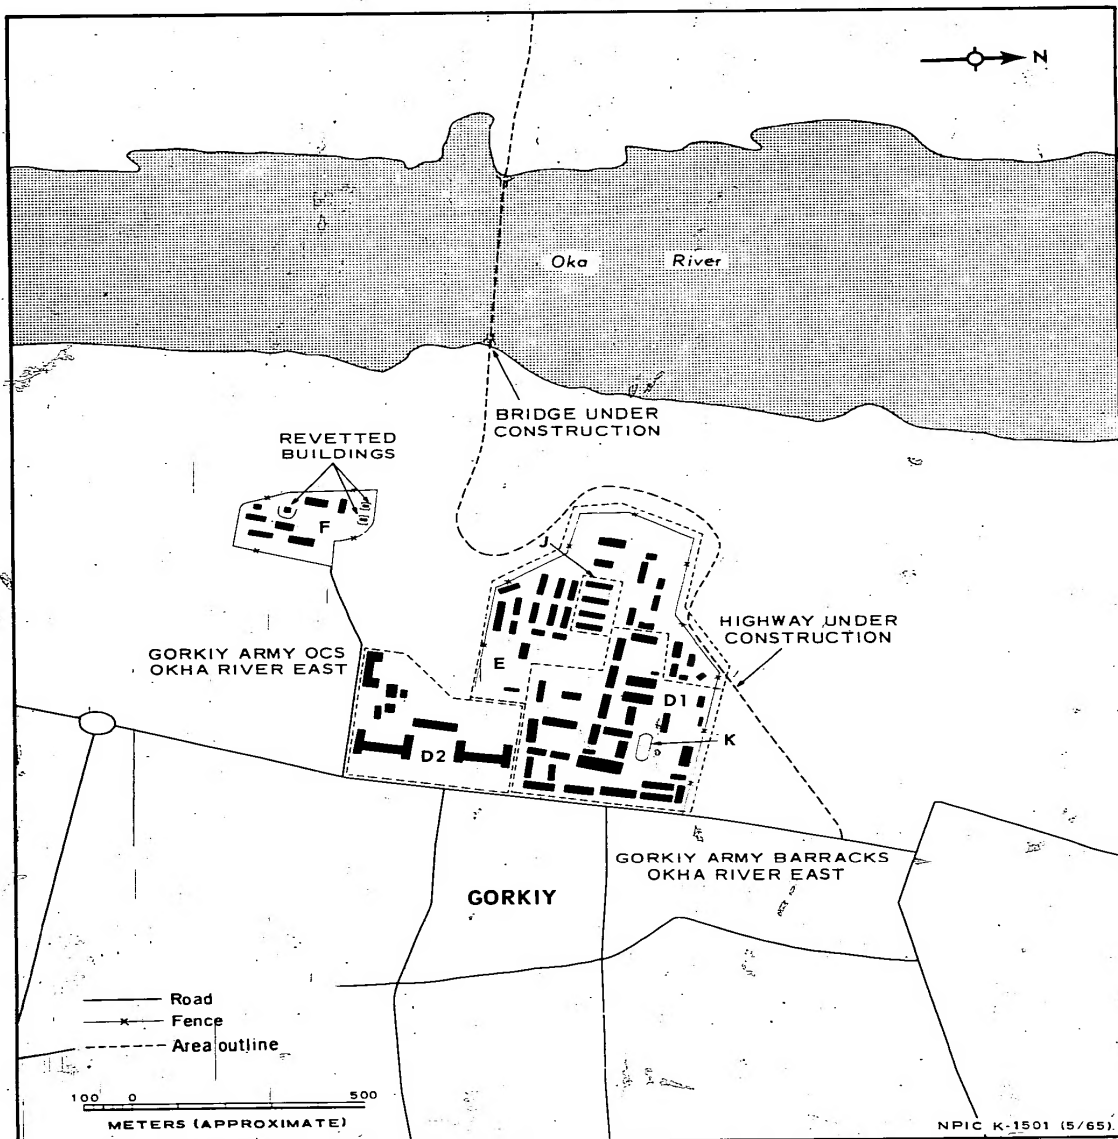 N
Oka River
BRIDGE UNDER
CONSTRUCTION
REVETTED
BUILDINGS
F
J
HIGHWAY UNDER
CONSTRUCTION
GORKIY ARMY OCS
OKHA RIVER EAST
E
D1
K
D2
GORKIY ARMY BARRACKS
OKHA RIVER EAST
GORKIY
Road
Fence
Area outline
100 0 500
METERS (APPROXIMATE)
NPIC K-1501 (5/65)